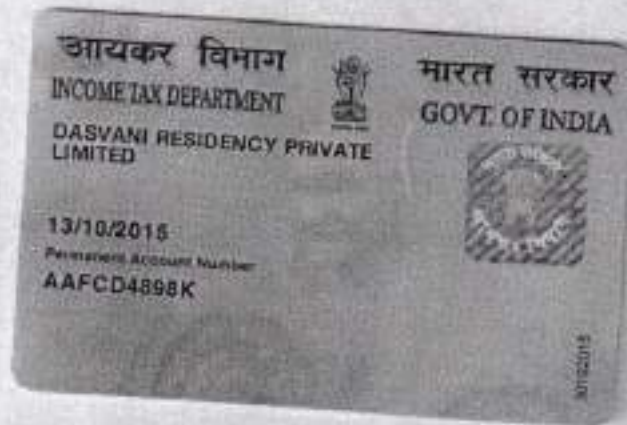 आयकर विभाग
INCOME TAX DEPARTMENT
भारत सरकार
GOVT. OF INDIA
DASVANI RESIDENCY PRIVATE
LIMITED
13/10/2015
Permanent Account Number
AAFCD4898K